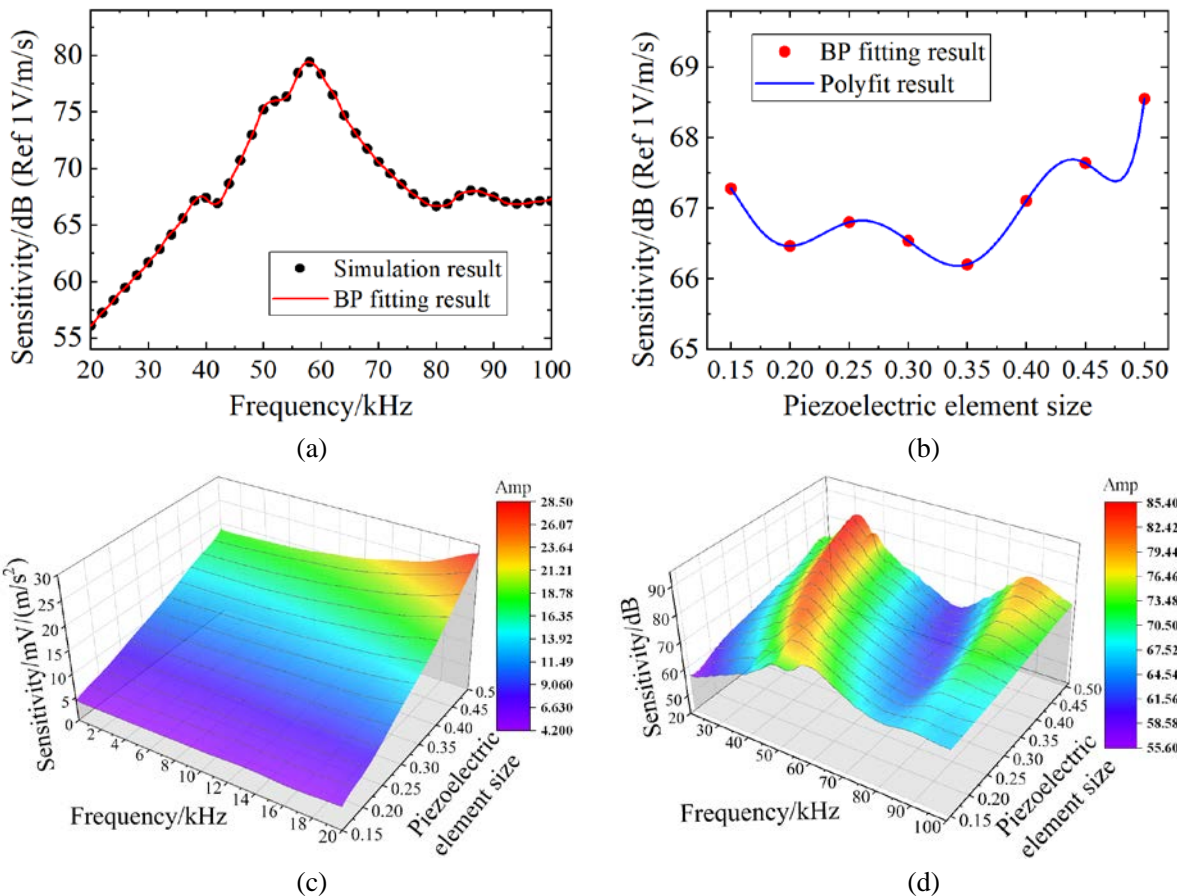 80
75
70
65
60
55
Sensitivity/dB (Ref 1V/m/s)
Simulation result
BP fitting result
20 30 40 50 60 70 80 90 100
Frequency/kHz
(a)
69
68
67
66
65
Sensitivity/dB (Ref 1V/m/s)
BP fitting result
Polyfit result
0.15 0.20 0.25 0.30 0.35 0.40 0.45 0.50
Piezoelectric element size
(b)
Amp
28.50
26.07
23.64
21.21
18.78
16.35
13.92
11.49
9.060
6.630
4.200
30
25
20
15
10
5
0
Sensitivity/mV/(m/s²)
2 4 6 8 10 12 14 16 18 20
Frequency/kHz
0.15 0.20 0.25 0.30 0.35 0.40 0.45 0.5
Piezoelectric
element size
(c)
Amp
85.40
82.42
79.44
76.46
73.48
70.50
67.52
64.54
61.56
58.58
55.60
90
80
70
60
50
Sensitivity/dB
20 30 40 50 60 70 80 90 100
Frequency/kHz
0.15 0.20 0.25 0.30 0.35 0.40 0.45 0.50
Piezoelectric
element size
(d)